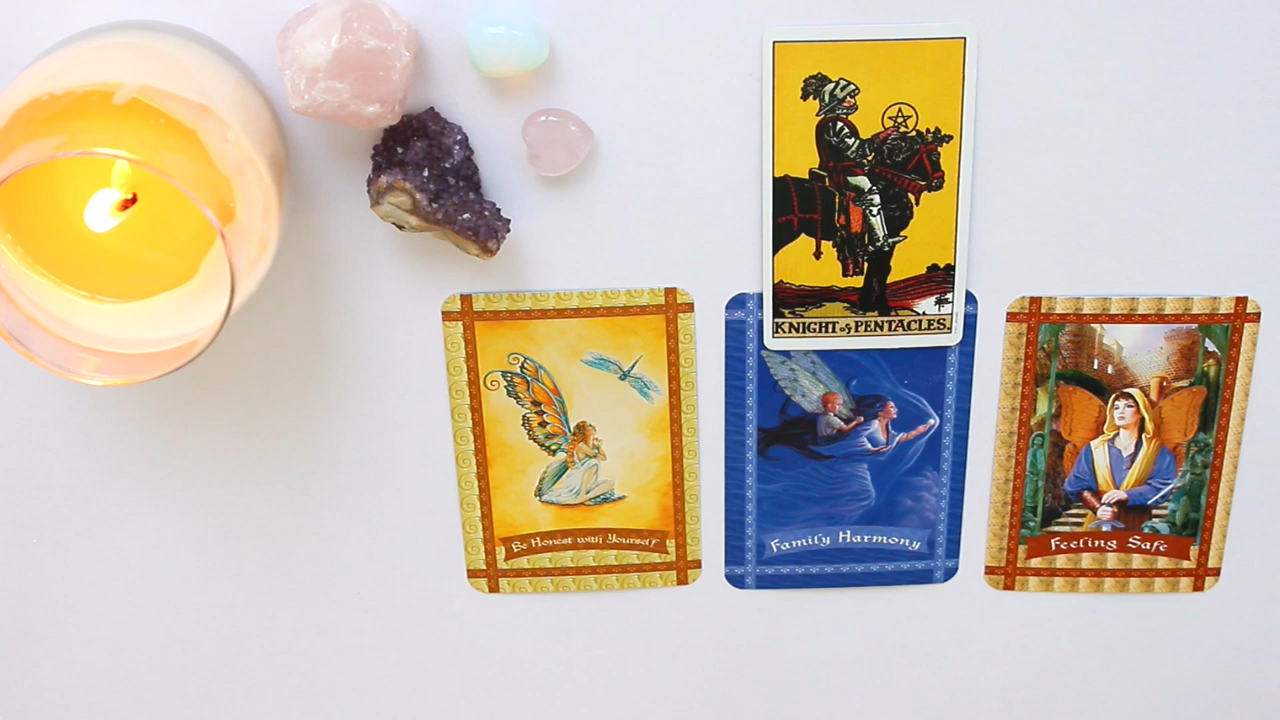 KNIGHT of PENTACLES.
Be Honest with Yourself
Family Harmony
Feeling Safe